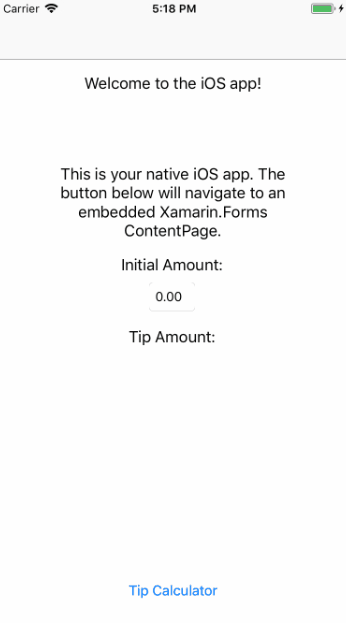 Carrier 5:18 PM
Welcome to the iOS app!
This is your native iOS app. The
button below will navigate to an
embedded Xamarin.Forms
ContentPage.
Initial Amount:
0.00
Tip Amount:
Tip Calculator